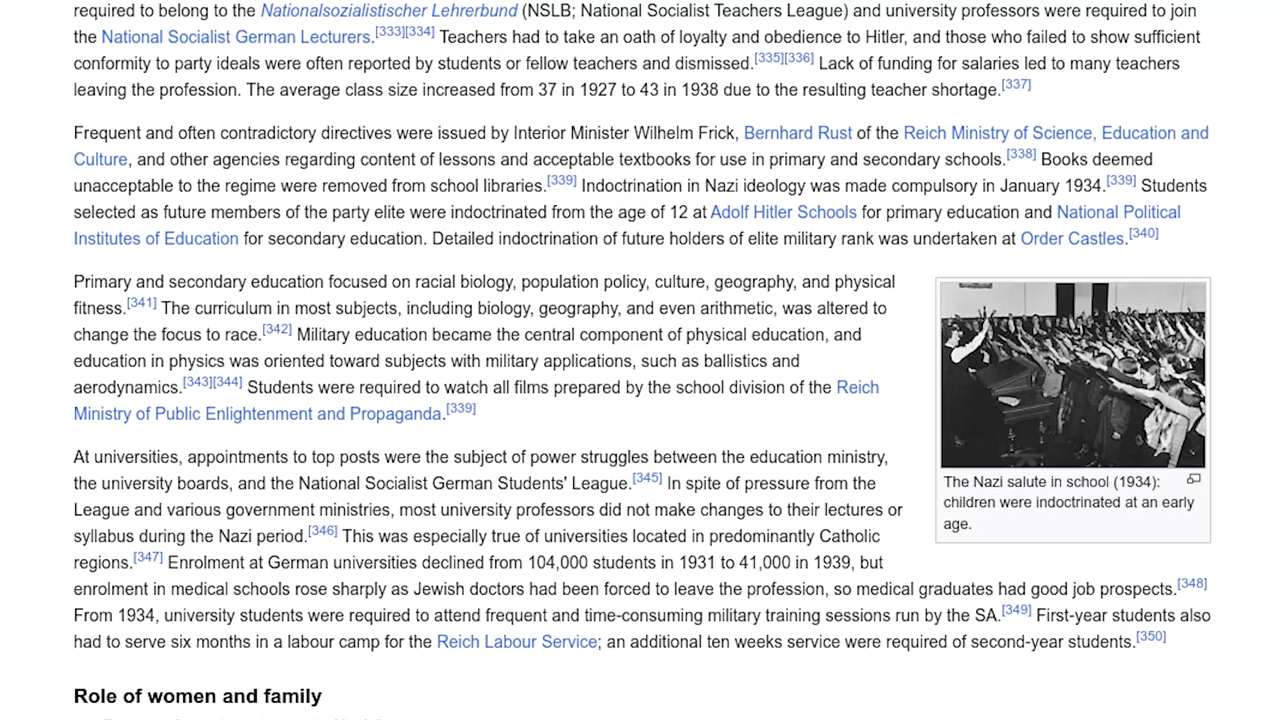 required to belong to the Nationalsozialistischer Lehrerbund (NSLB; National Socialist Teachers League) and university professors were required to join
the National Socialist German Lecturers.[333][334] Teachers had to take an oath of loyalty and obedience to Hitler, and those who failed to show sufficient
conformity to party ideals were often reported by students or fellow teachers and dismissed.[335][336] Lack of funding for salaries led to many teachers
leaving the profession. The average class size increased from 37 in 1927 to 43 in 1938 due to the resulting teacher shortage.[337]
Frequent and often contradictory directives were issued by Interior Minister Wilhelm Frick, Bernhard Rust of the Reich Ministry of Science, Education and
Culture, and other agencies regarding content of lessons and acceptable textbooks for use in primary and secondary schools.[338] Books deemed
unacceptable to the regime were removed from school libraries.[339] Indoctrination in Nazi ideology was made compulsory in January 1934.[339] Students
selected as future members of the party elite were indoctrinated from the age of 12 at Adolf Hitler Schools for primary education and National Political
Institutes of Education for secondary education. Detailed indoctrination of future holders of elite military rank was undertaken at Order Castles.[340]
Primary and secondary education focused on racial biology, population policy, culture, geography, and physical
fitness.[341] The curriculum in most subjects, including biology, geography, and even arithmetic, was altered to
change the focus to race.[342] Military education became the central component of physical education, and
education in physics was oriented toward subjects with military applications, such as ballistics and
aerodynamics.[343][344] Students were required to watch all films prepared by the school division of the Reich
Ministry of Public Enlightenment and Propaganda.[339]
The Nazi salute in school (1934):
children were indoctrinated at an early
age.
At universities, appointments to top posts were the subject of power struggles between the education ministry,
the university boards, and the National Socialist German Students' League.[345] In spite of pressure from the
League and various government ministries, most university professors did not make changes to their lectures or
syllabus during the Nazi period.[346] This was especially true of universities located in predominantly Catholic
regions.[347] Enrolment at German universities declined from 104,000 students in 1931 to 41,000 in 1939, but
enrolment in medical schools rose sharply as Jewish doctors had been forced to leave the profession, so medical graduates had good job prospects.[348]
From 1934, university students were required to attend frequent and time-consuming military training sessions run by the SA.[349] First-year students also
had to serve six months in a labour camp for the Reich Labour Service; an additional ten weeks service were required of second-year students.[350]
Role of women and family